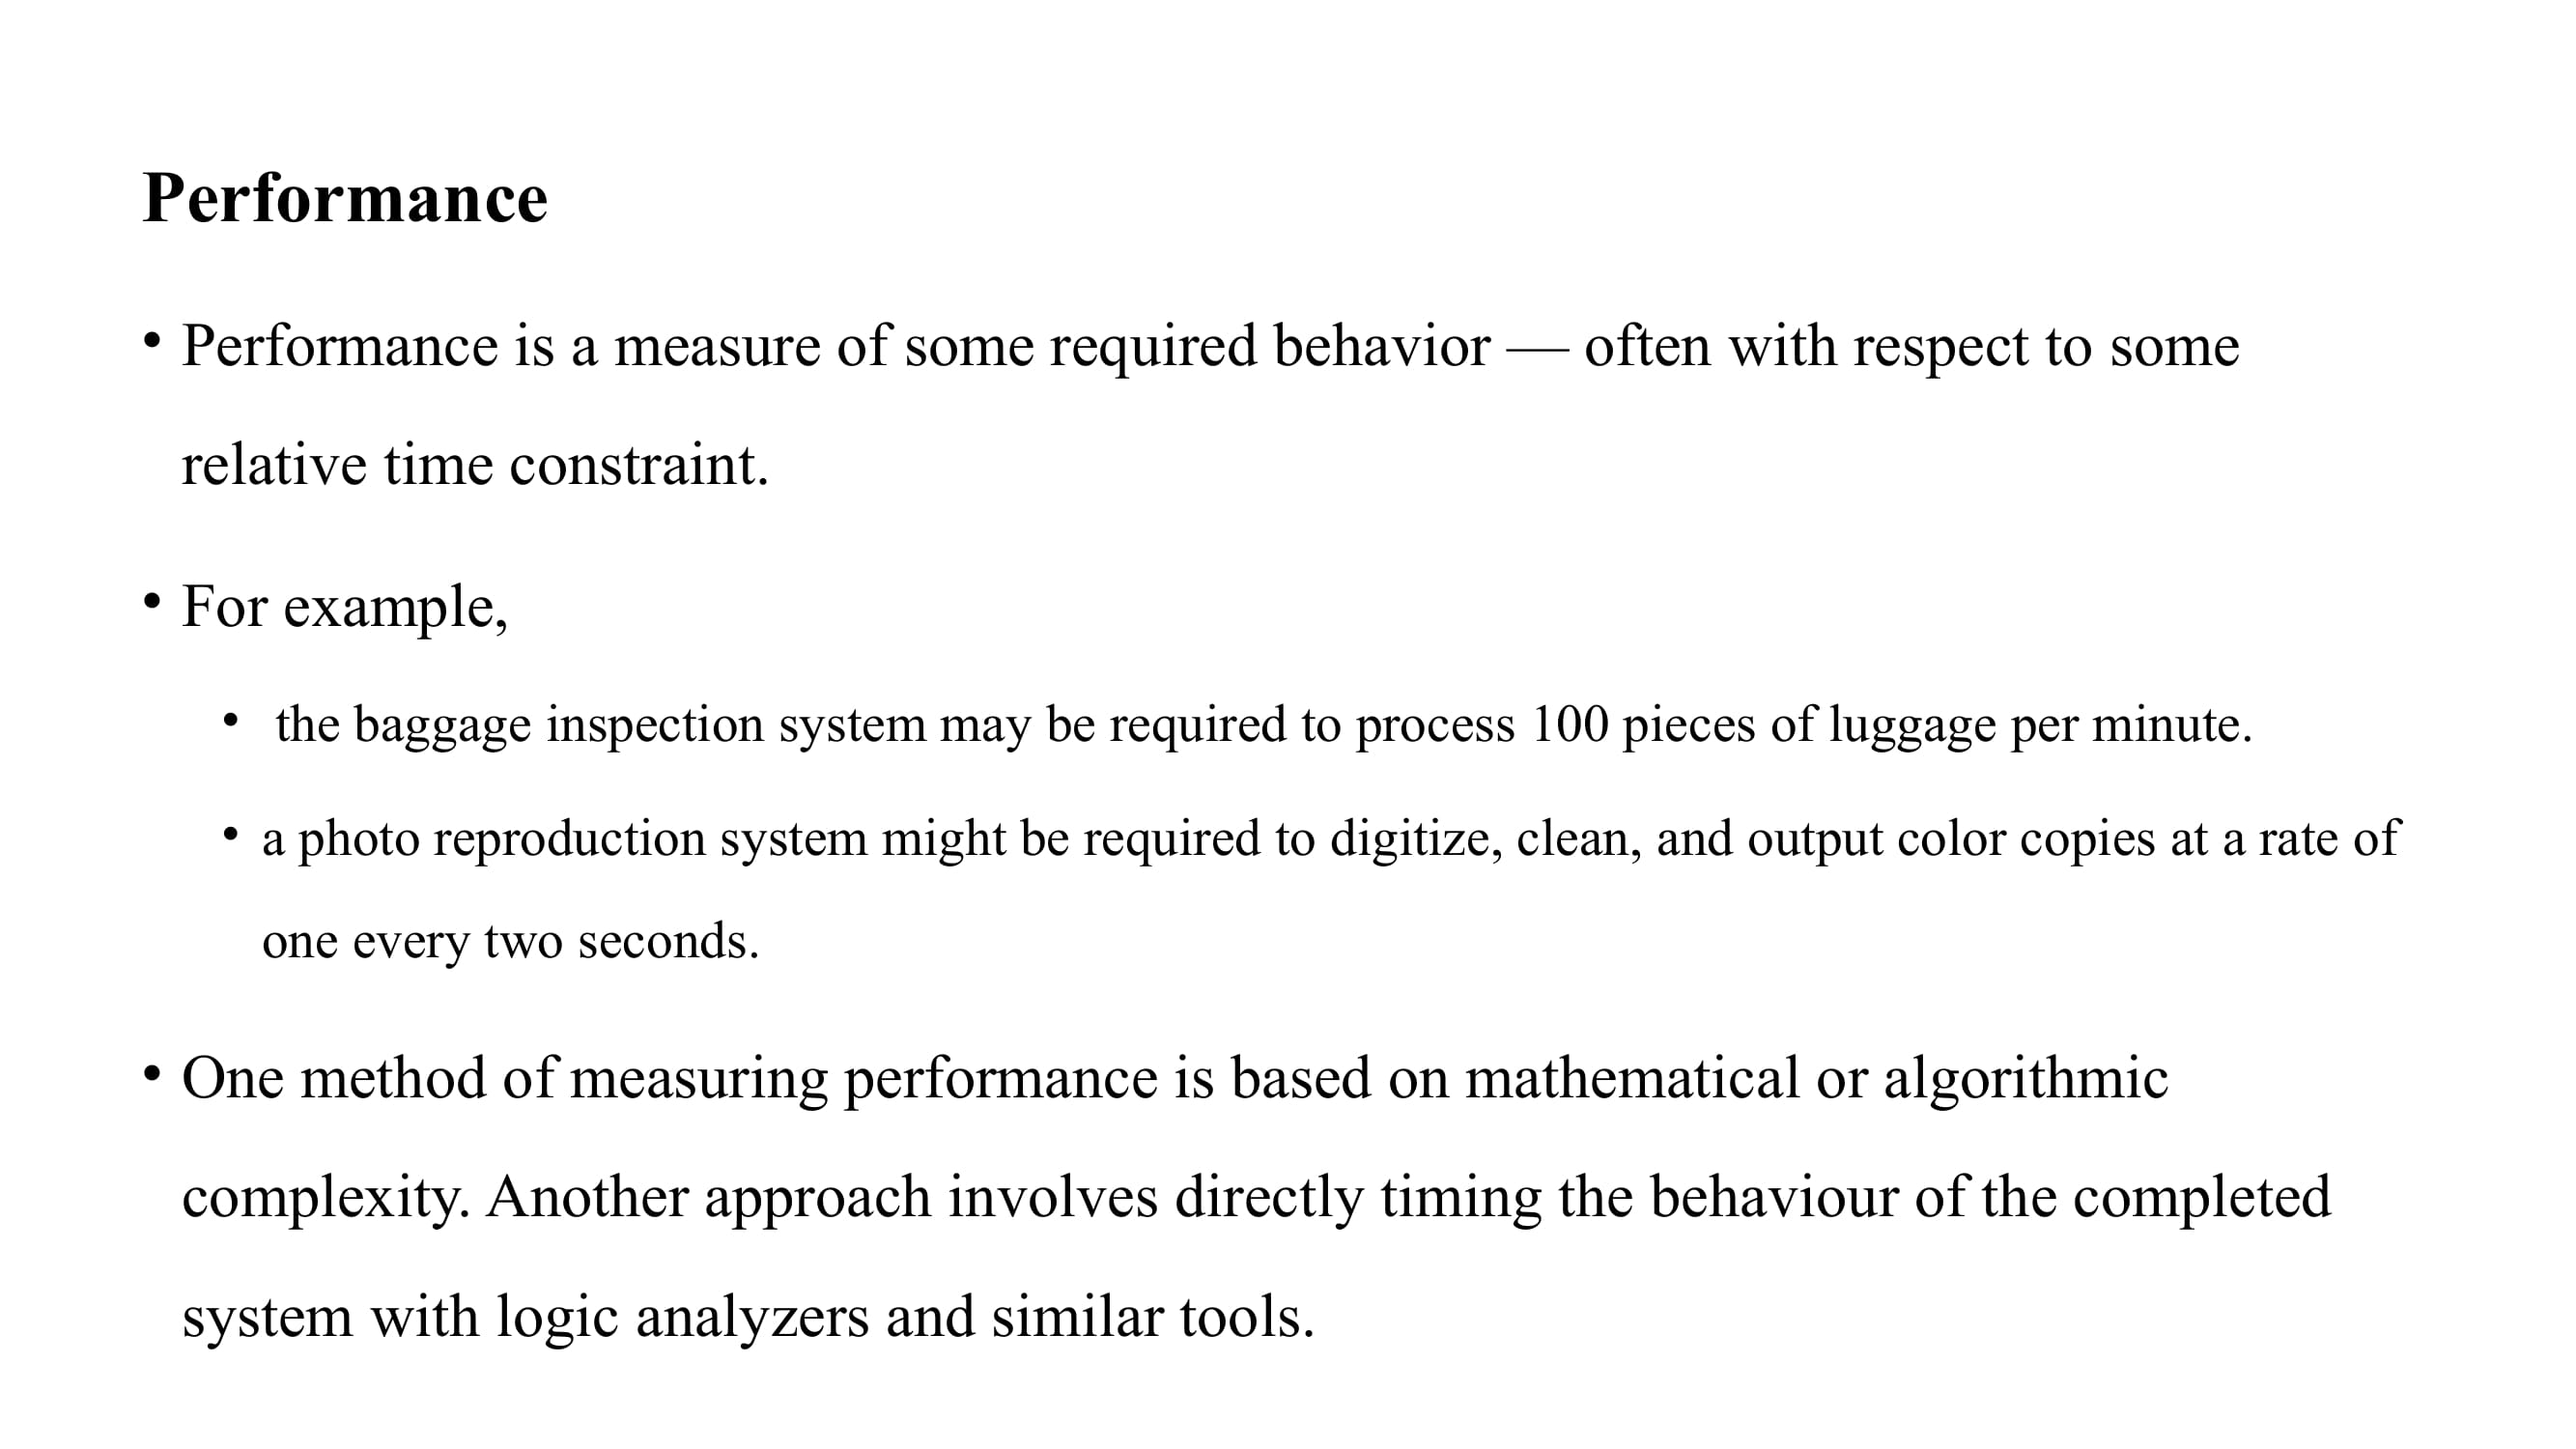 Performance
• Performance is a measure of some required behavior — often with respect to some
relative time constraint.
• For example,
• the baggage inspection system may be required to process 100 pieces of luggage per minute.
• a photo reproduction system might be required to digitize, clean, and output color copies at a rate of
one every two seconds.
• One method of measuring performance is based on mathematical or algorithmic
complexity. Another approach involves directly timing the behaviour of the completed
system with logic analyzers and similar tools.